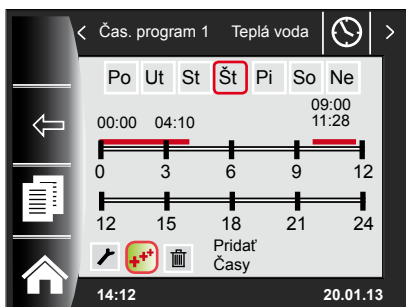 < Čas. program 1 Teplá voda >
Po Ut St Št Pi So Ne
09:00
00:00 04:10 11:28
0 3 6 9 12
12 15 18 21 24
Pridať
Časy
14:12 20.01.13